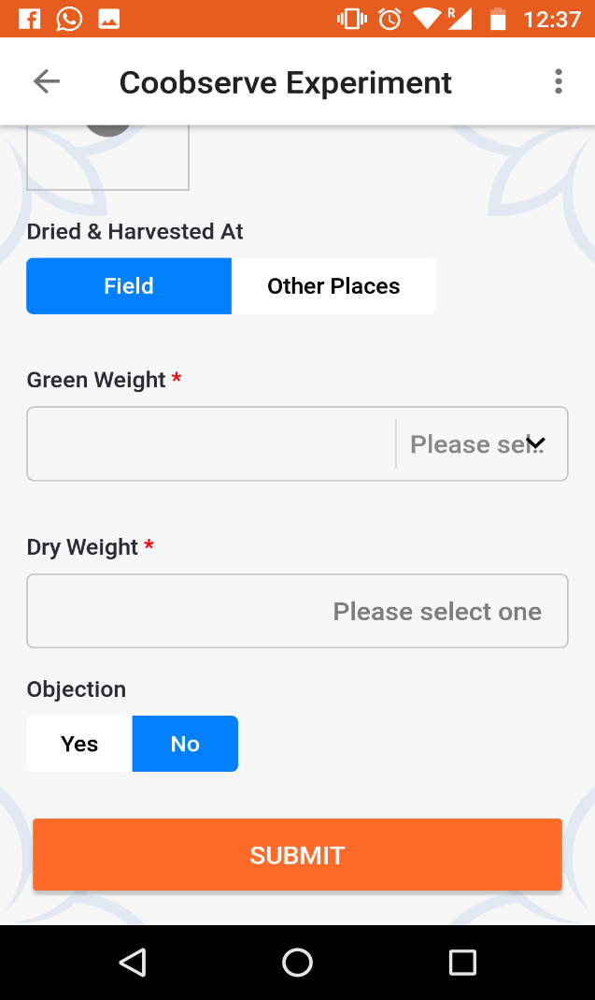 R 12:37
Coobserve Experiment
Dried & Harvested At
Field Other Places
Green Weight *
Please sel..
Dry Weight *
Please select one
Objection
Yes No
SUBMIT